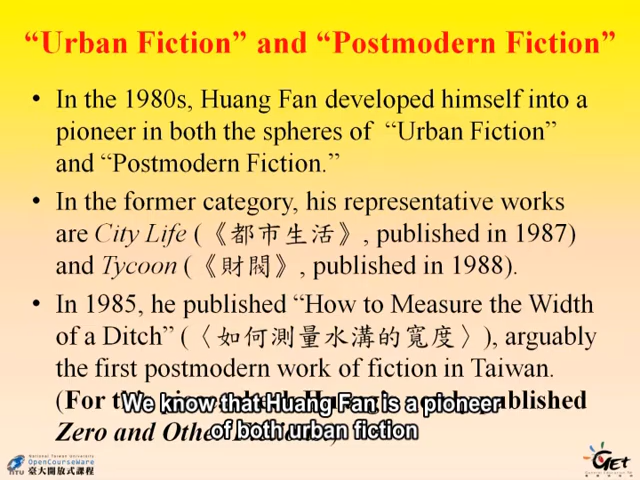 “Urban Fiction” and “Postmodern Fiction”
• In the 1980s, Huang Fan developed himself into a
pioneer in both the spheres of “Urban Fiction”
and “Postmodern Fiction.”
• In the former category, his representative works
are City Life (《都市生活》, published in 1987)
and Tycoon (《財閥》, published in 1988).
• In 1985, he published “How to Measure the Width
of a Ditch” (〈如何測量水溝的寬度〉), arguably
the first postmodern work of fiction in Taiwan.
(For
We know that Huang Fan is a pioneer
Zero and Other
of both urban fiction
NTU
National Taiwan University
OpenCourseWare
臺大開放式課程
GET